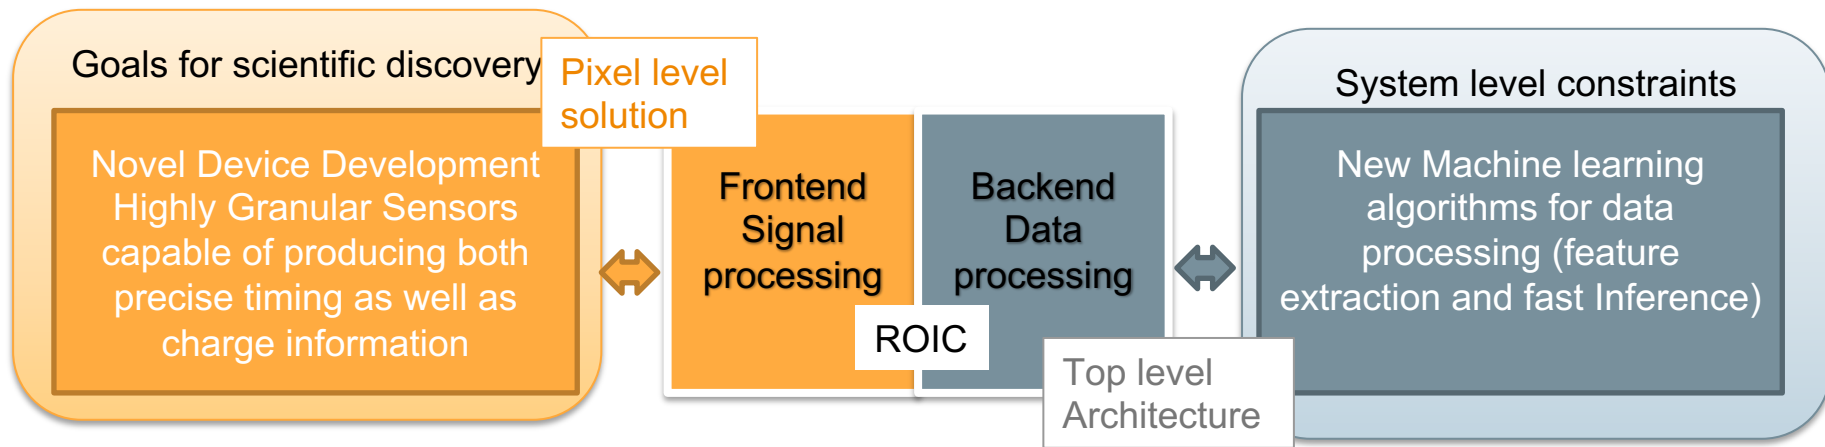 Goals for scientific discovery
Novel Device Development
Highly Granular Sensors
capable of producing both
precise timing as well as
charge information
Pixel level
solution
Frontend
Signal
processing
Backend
Data
processing
ROIC
Top level
Architecture
System level constraints
New Machine learning
algorithms for data
processing (feature
extraction and fast Inference)